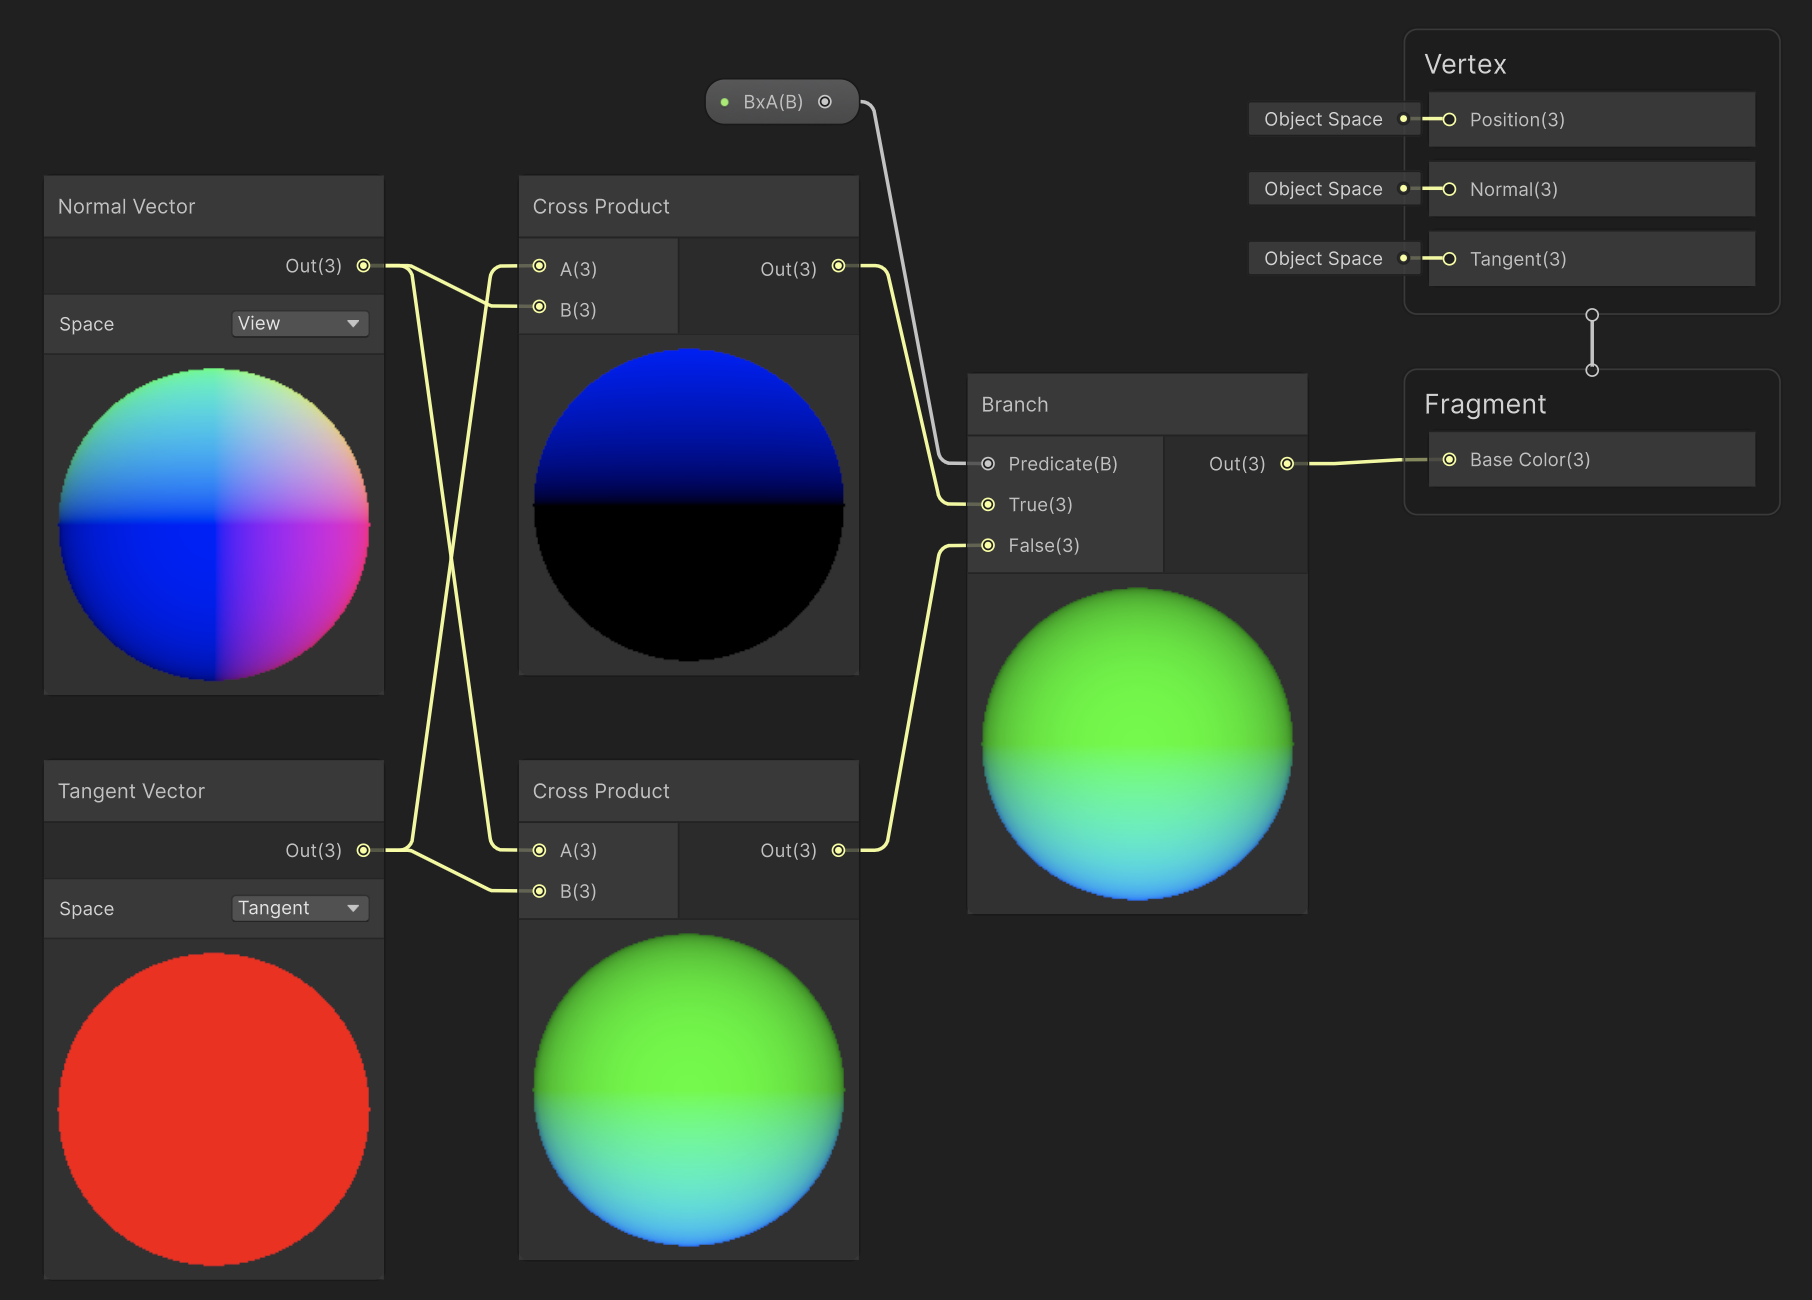 BxA(B)
Normal Vector
Out(3)
Space
View
Tangent Vector
Out(3)
Space
Tangent
Cross Product
A(3)
Out(3)
B(3)
Cross Product
A(3)
Out(3)
B(3)
Branch
Predicate(B)
Out(3)
True(3)
False(3)
Vertex
Object Space
Position(3)
Object Space
Normal(3)
Object Space
Tangent(3)
Fragment
Base Color(3)